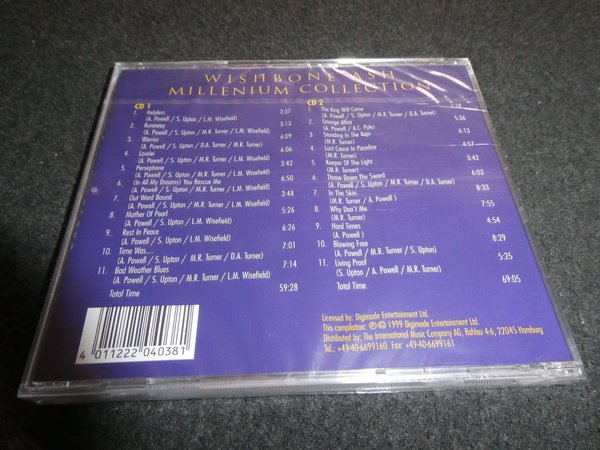 WISHBONE ASH
MILLENIUM COLLECTION
CD 1
1. Helpless 3:37
(A. Powell / S. Upton / L.M. Wisefield)
2. Runaway 3:13
(A. Powell / S. Upton / M.R. Turner / L.M. Wisefield)
3. Warrior 6:09
(A. Powell / S. Upton / D.A. Turner / M.R. Turner)
4. Lorelei 6:06
(A. Powell / S. Upton / M.R. Turner / L.M. Wisefield)
5. Persephone 5:42
(A. Powell / S. Upton / M.R. Turner / L.M. Wisefield)
6. (In All My Dreams) You Rescue Me 6:50
(A. Powell / S. Upton / M.R. Turner / L.M. Wisefield)
7. Out Ward Bound 3:44
(A. Powell / S. Upton / L.M. Wisefield)
8. Mother Of Pearl 5:26
(A. Powell / S. Upton / L.M. Wisefield)
9. Rest In Peace 6:26
(A. Powell / S. Upton / L.M. Wisefield)
10. Time Was.... 7:01
(A. Powell / S. Upton / M.R. Turner / D.A. Turner)
11. Bad Weather Blues 7:14
(A. Powell / S. Upton / M.R. Turner / L.M. Wisefield)
Total Time 59:28
CD 2
1. The King Will Come
(A. Powell / S. Upton / M.R. Turner / D.A. Turner)
2. Strange Affair 5:36
(A. Powell / A.C. Pyle)
3. Standing In The Rain 6:13
(M.R. Turner)
4. Lost Cause In Paradise 4:57
(M.R. Turner)
5. Keeper Of The Light 3:42
(M.R. Turner)
6. Throw Down The Sword 6:03
(A. Powell / S. Upton / M.R. Turner / D.A. Turner)
7. In The Skin 8:33
(M.R. Turner / A. Powell)
8. Why Don't Me 7:55
(M.R. Turner)
9. Hard Times 4:54
(A. Powell)
10. Blowing Free 8:29
(A. Powell / M.R. Turner / S. Upton)
11. Living Proof 5:25
(S. Upton / A. Powell / M.R. Turner)
Total Time 69:05
Licensed by: Digimode Entertainment Ltd.
This compilation: ℗ © 1999 Digimode Entertainment Ltd.
Distributed by: The International Music Company AG, Rahlau 4-6, 22045 Hamburg
Tel.: +49-40-6699160 Fax: +49-40-6699161
4 011222 040381